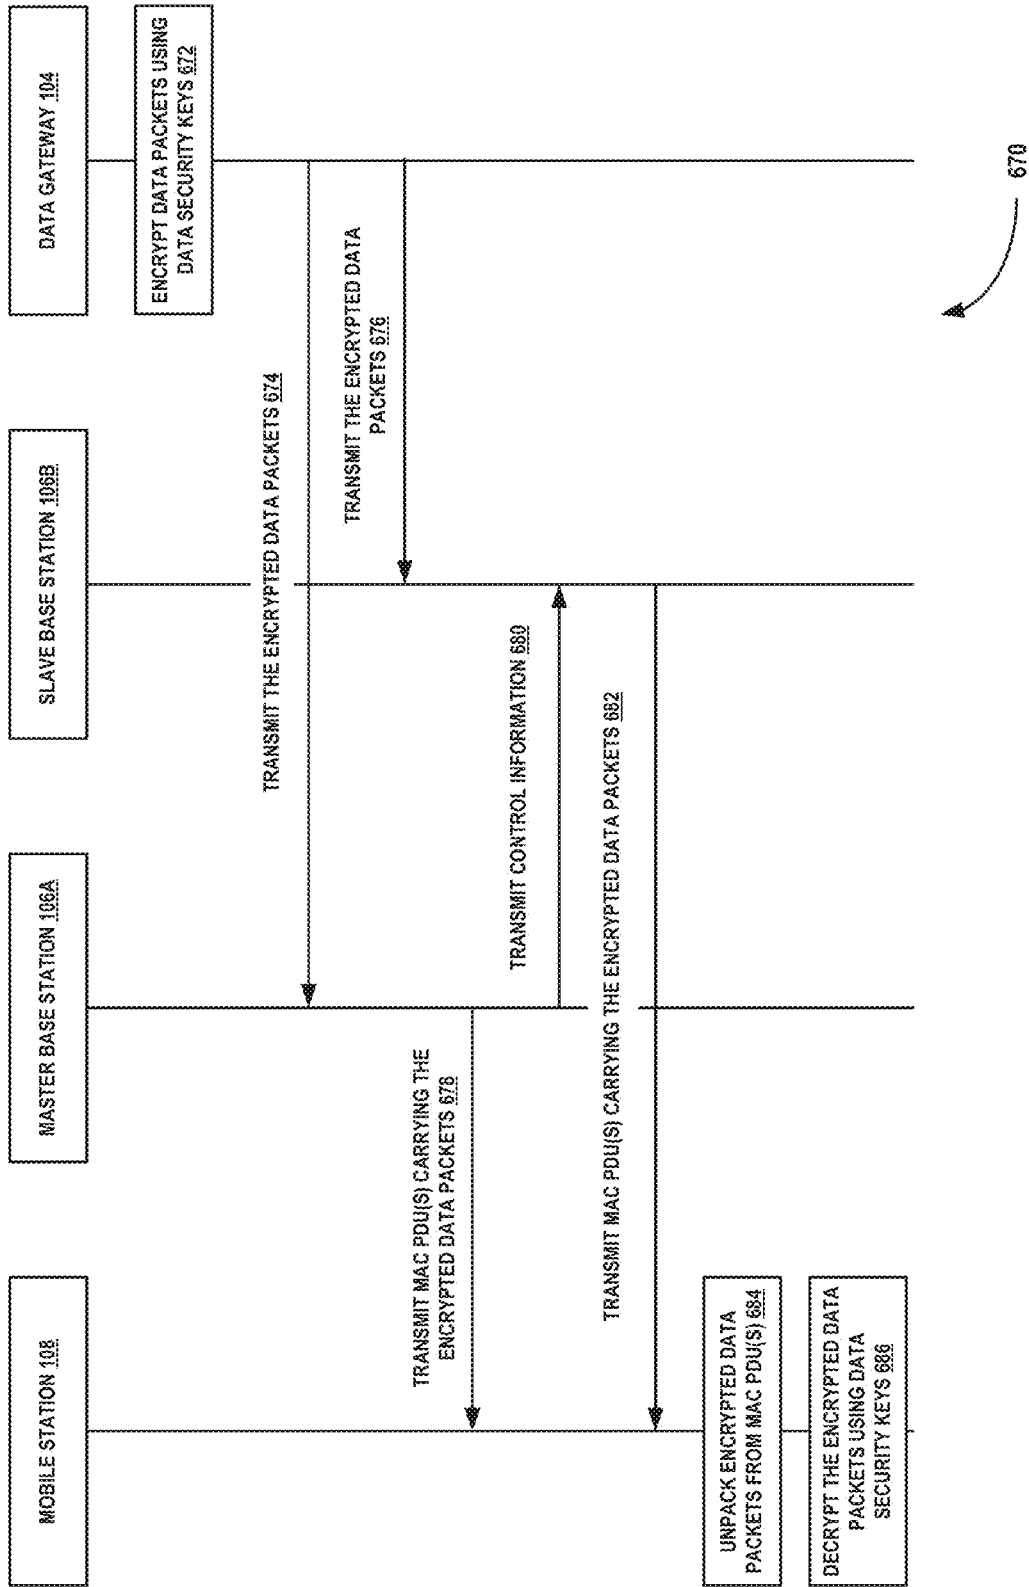 MOBILE STATION 108
MASTER BASE STATION 106A
SLAVE BASE STATION 106B
DATA GATEWAY 104
ENCRYPT DATA PACKETS USING
DATA SECURITY KEYS 672
TRANSMIT THE ENCRYPTED DATA PACKETS 674
TRANSMIT THE ENCRYPTED DATA
PACKETS 676
TRANSMIT MAC PDU(S) CARRYING THE
ENCRYPTED DATA PACKETS 678
TRANSMIT CONTROL INFORMATION 680
TRANSMIT MAC PDU(S) CARRYING THE ENCRYPTED DATA PACKETS 682
UNPACK ENCRYPTED DATA
PACKETS FROM MAC PDU(S) 684
DECRYPT THE ENCRYPTED DATA
PACKETS USING DATA
SECURITY KEYS 686
670